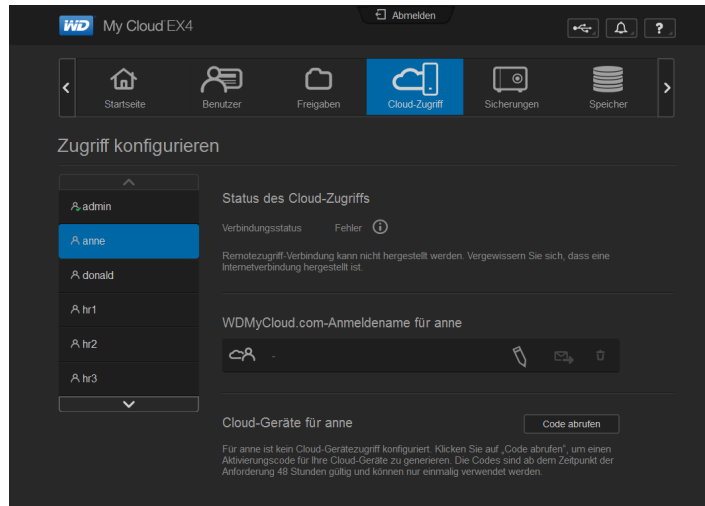 WD My Cloud EX4
Abmelden
?
Startseite
Benutzer
Freigaben
Cloud-Zugriff
Sicherungen
Speicher
Zugriff konfigurieren
admin
anne
donald
hr1
hr2
hr3
Status des Cloud-Zugriffs
Verbindungsstatus Fehler
Remotezugriff-Verbindung kann nicht hergestellt werden. Vergewissern Sie sich, dass eine
Internetverbindung hergestellt ist.
WDMyCloud.com-Anmeldename für anne
-
Cloud-Geräte für anne
Code abrufen
Für anne ist kein Cloud-Gerätezugriff konfiguriert. Klicken Sie auf „Code abrufen", um einen
Aktivierungscode für Ihre Cloud-Geräte zu generieren. Die Codes sind ab dem Zeitpunkt der
Anforderung 48 Stunden gültig und können nur einmalig verwendet werden.